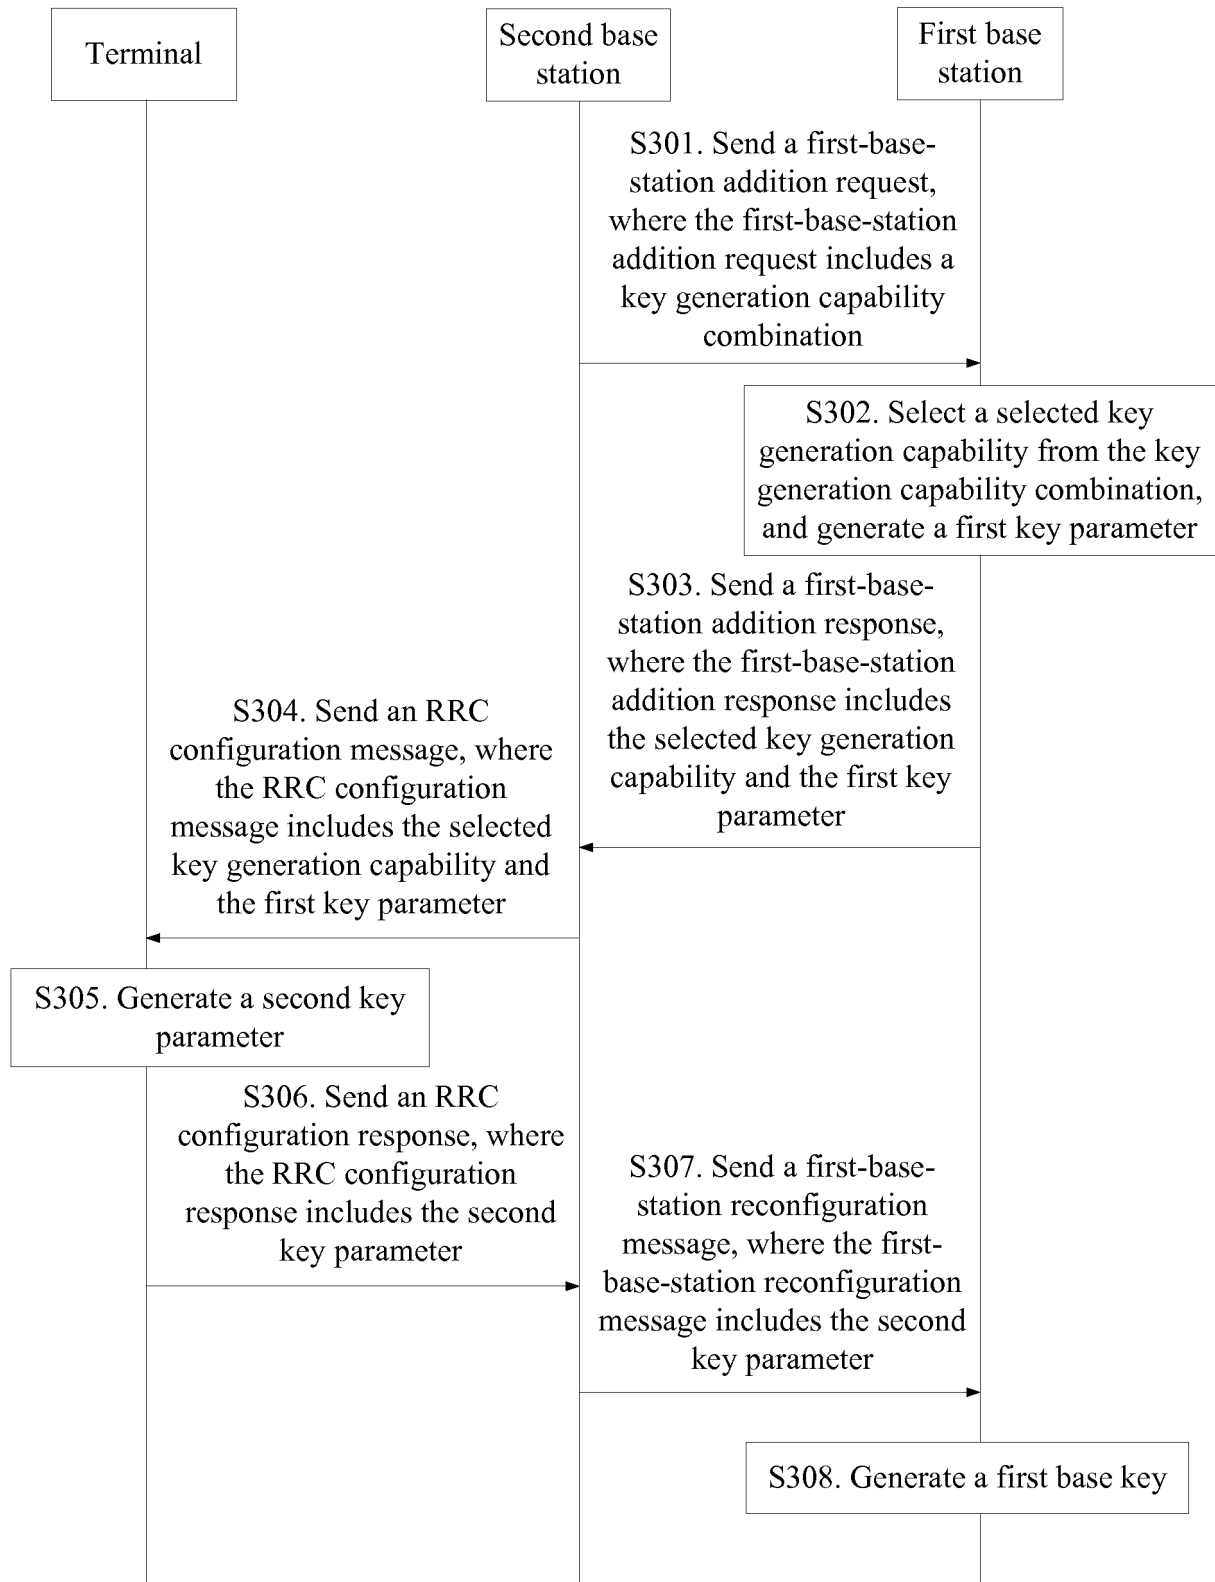 Terminal
Second base
station
First base
station
S301. Send a first-base-
station addition request,
where the first-base-station
addition request includes a
key generation capability
combination
S302. Select a selected key
generation capability from the key
generation capability combination,
and generate a first key parameter
S303. Send a first-base-
station addition response,
where the first-base-station
addition response includes
the selected key generation
capability and the first key
parameter
S304. Send an RRC
configuration message, where
the RRC configuration
message includes the selected
key generation capability and
the first key parameter
S305. Generate a second key
parameter
S306. Send an RRC
configuration response, where
the RRC configuration
response includes the second
key parameter
S307. Send a first-base-
station reconfiguration
message, where the first-
base-station reconfiguration
message includes the second
key parameter
S308. Generate a first base key